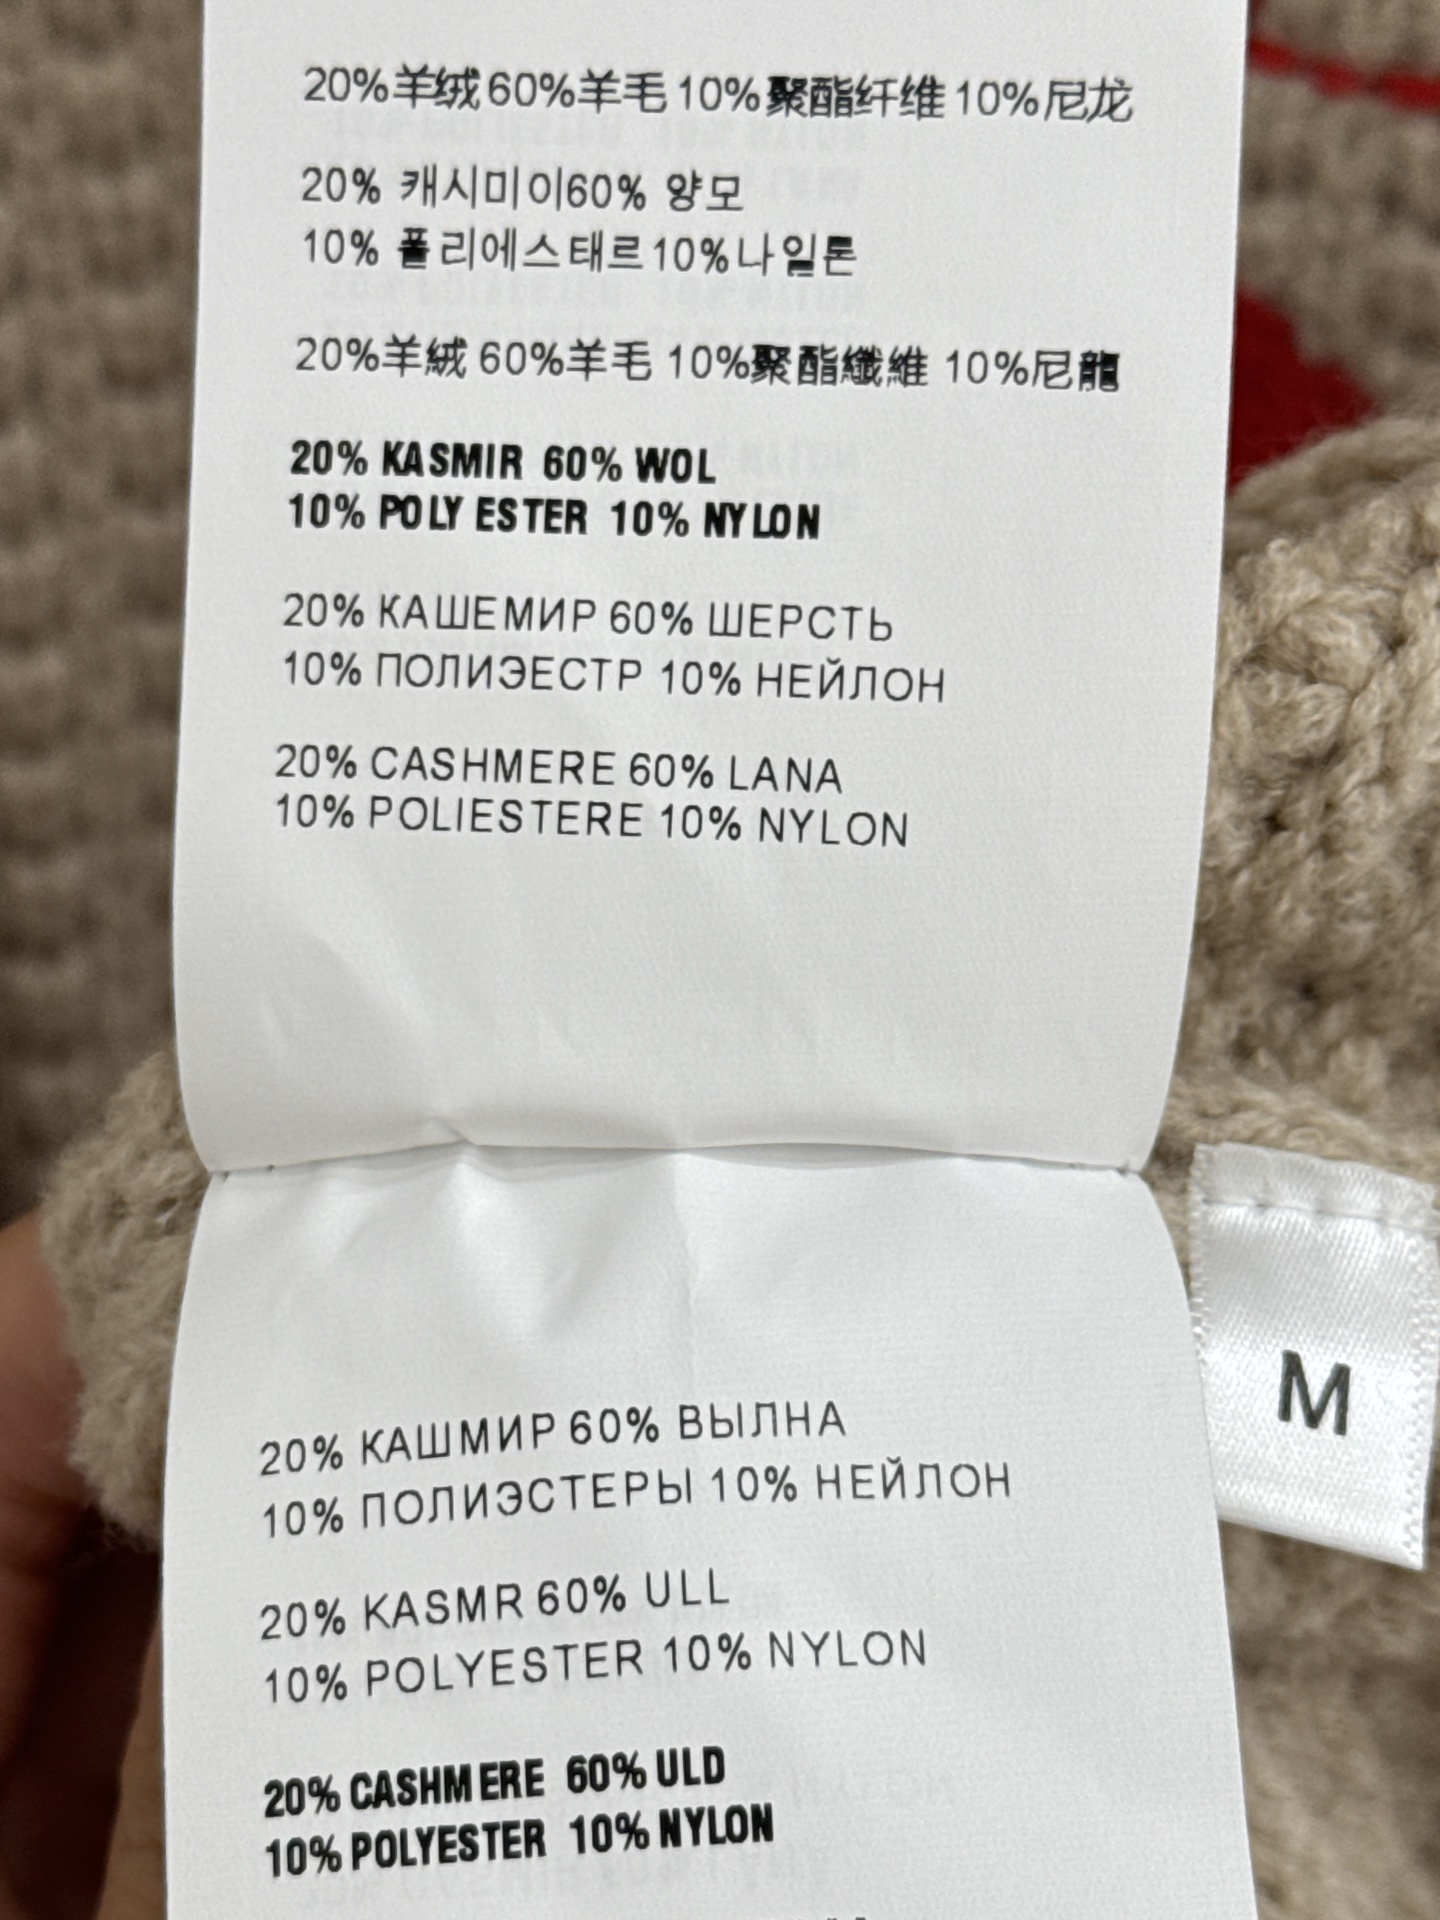 20%羊绒60%羊毛 10%聚酯纤维 10%尼龙
20% 캐시미이60% 양모
10% 폴리에스태르10%나일론
20%羊絨 60%羊毛 10%聚酯纖維 10%尼龍
20% KASMIR 60% WOL
10% POLYESTER 10% NYLON
20% КАШЕМИР 60% ШЕРСТЬ
10% ПОЛИЭЕСТР 10% НЕЙЛОН
20% CASHMERE 60% LANA
10% POLIESTERE 10% NYLON
M
20% КАШМИР 60% ВЫЛНА
10% ПОЛИЭСТЕРЫ 10% НЕЙЛОН
20% KASMR 60% ULL
10% POLYESTER 10% NYLON
20% CASHMERE 60% ULD
10% POLYESTER 10% NYLON